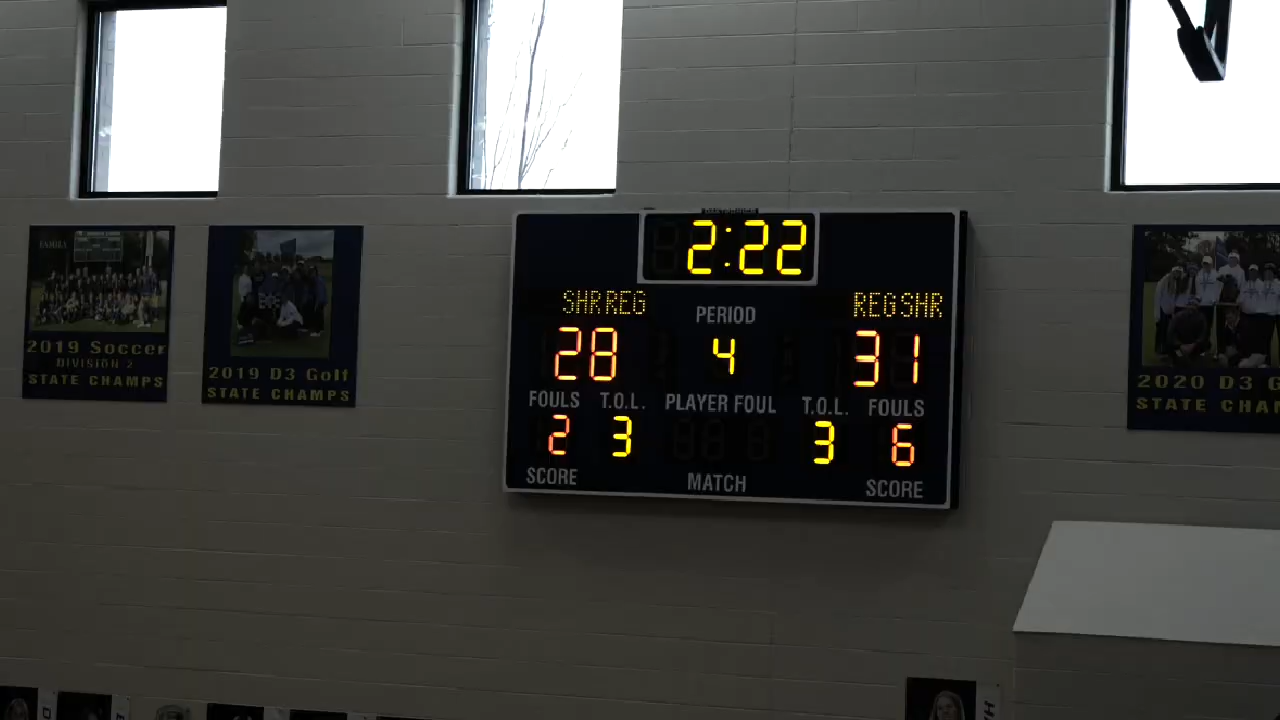 2:22
SHR REG
PERIOD
REG SHR
28
4
31
FOULS
T.O.L.
PLAYER FOUL
T.O.L.
FOULS
2
3
3
6
SCORE
MATCH
SCORE
2019 Soccer
DIVISION 2
STATE CHAMPS
2019 D3 Golf
STATE CHAMPS
2020 D3 G
STATE CHAM